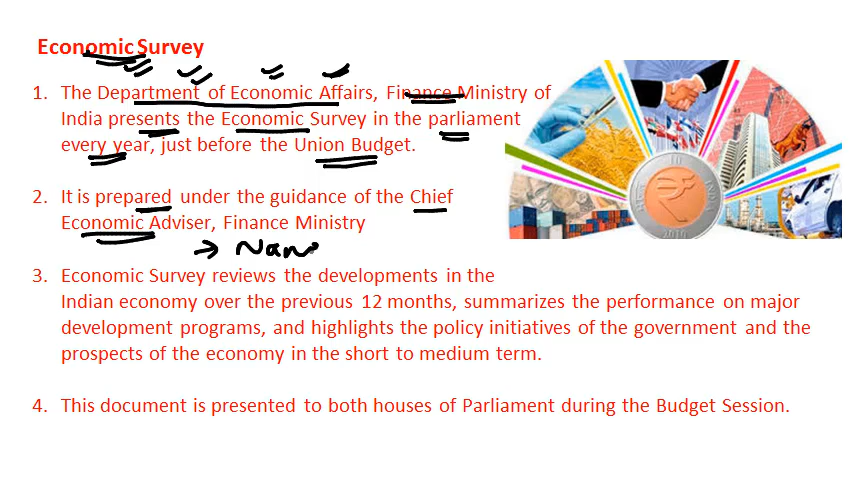 Economic Survey
1. The Department of Economic Affairs, Finance Ministry of
India presents the Economic Survey in the parliament
every year, just before the Union Budget.
2. It is prepared under the guidance of the Chief
Economic Adviser, Finance Ministry
→ Nam
3. Economic Survey reviews the developments in the
Indian economy over the previous 12 months, summarizes the performance on major
development programs, and highlights the policy initiatives of the government and the
prospects of the economy in the short to medium term.
4. This document is presented to both houses of Parliament during the Budget Session.